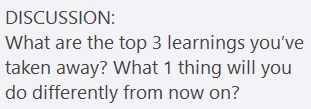 DISCUSSION:
What are the top 3 learnings you’ve
taken away? What 1 thing will you
do differently from now on?